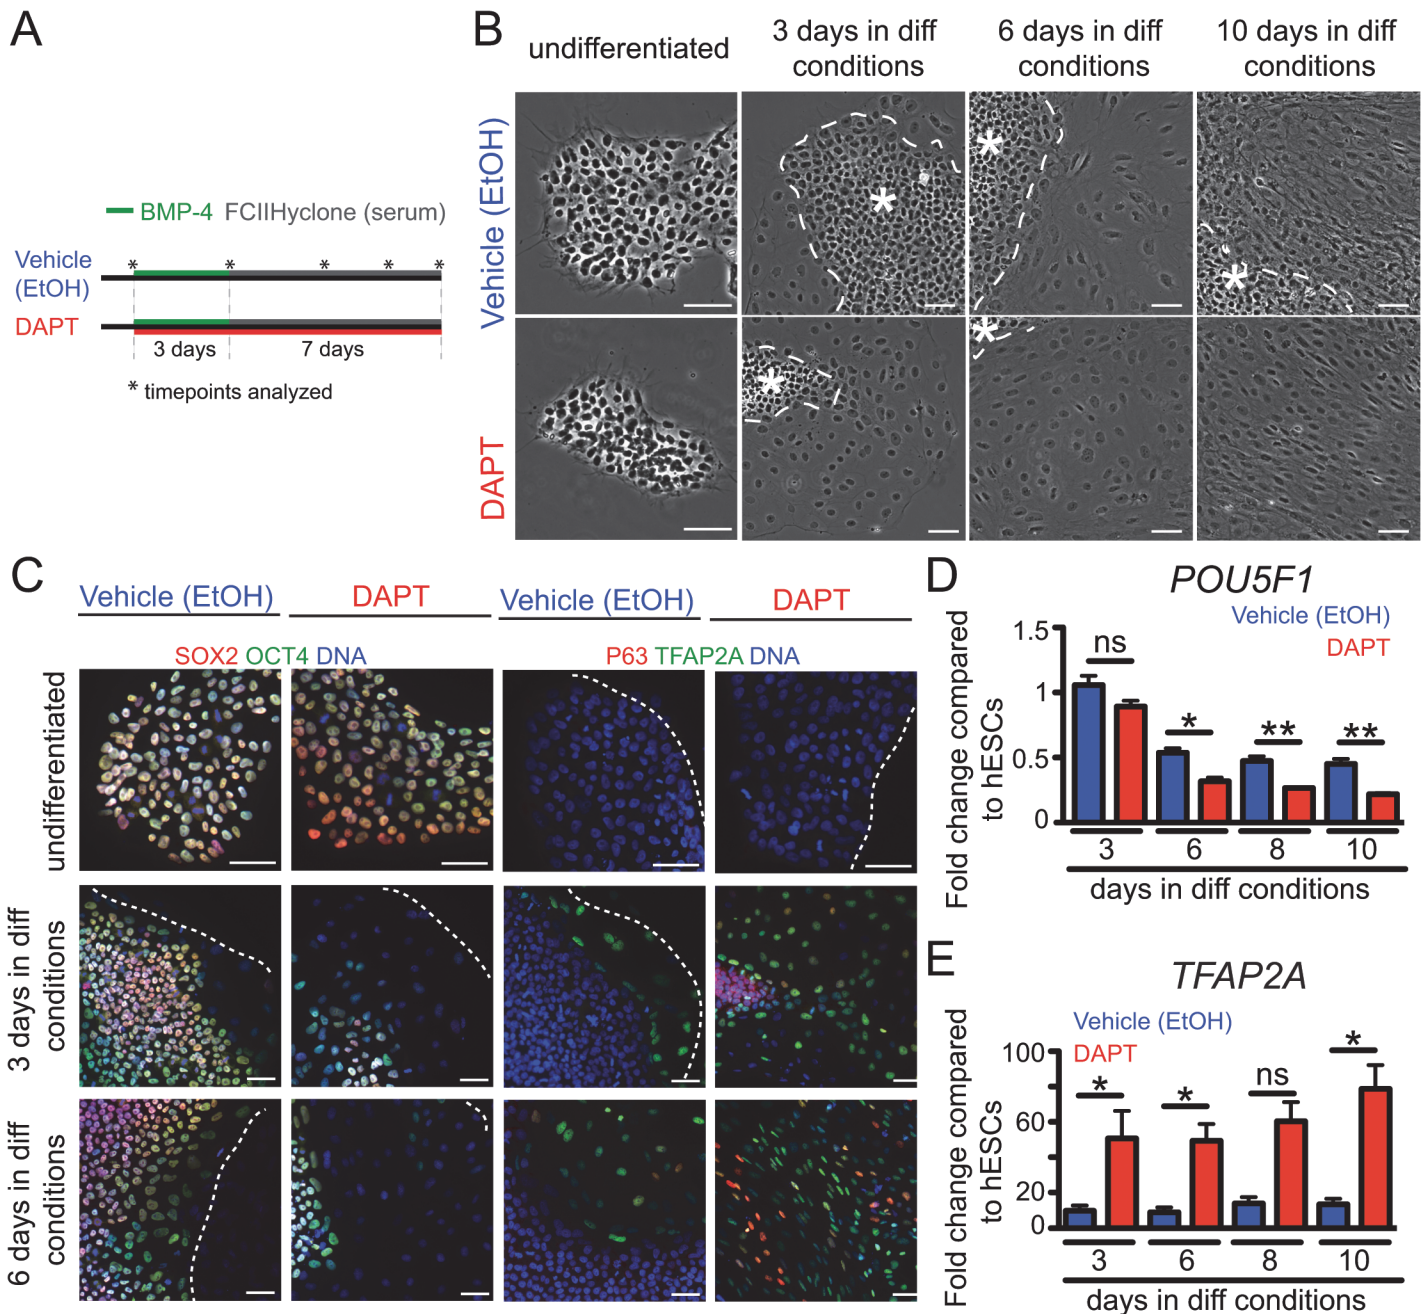 A
BMP-4 FCIIHyclone (serum)
Vehicle
(EtOH)
* * * * *
DAPT
3 days 7 days
* timepoints analyzed
B
undifferentiated
3 days in diff
conditions
6 days in diff
conditions
10 days in diff
conditions
Vehicle (EtOH)
* * *
DAPT
* *
C
Vehicle (EtOH) DAPT Vehicle (EtOH) DAPT
SOX2 OCT4 DNA
P63 TFAP2A DNA
undifferentiated
3 days in diff
conditions
6 days in diff
conditions
D
POU5F1
Vehicle (EtOH)
DAPT
Fold change compared
to hESCs
1.5
1
0.5
0
ns * ** **
3 6 8 10
days in diff conditions
E
TFAP2A
Vehicle (EtOH)
DAPT
Fold change compared
to hESCs
100
60
20
0
* * ns *
3 6 8 10
days in diff conditions